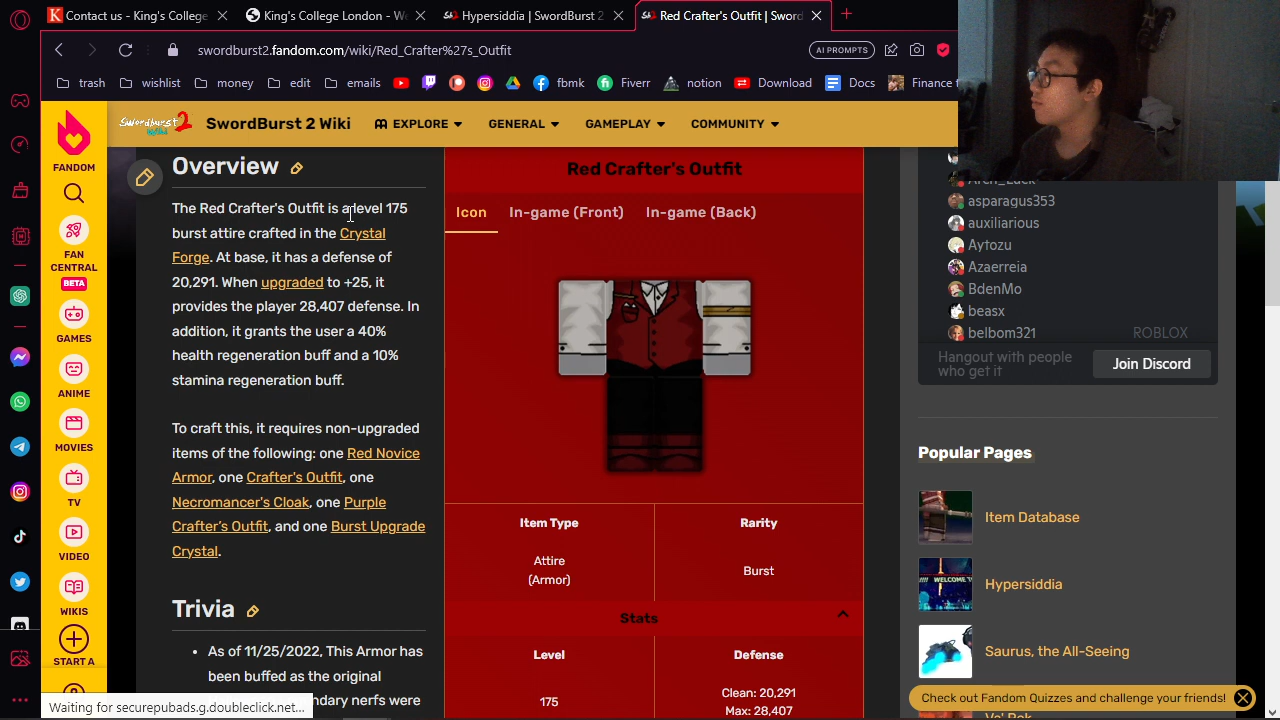 Contact us - King's College
King's College London - We
Hypersiddia | SwordBurst 2
Red Crafter's Outfit | Sword
swordburst2.fandom.com/wiki/Red_Crafter%27s_Outfit
AI PROMPTS
trash
wishlist
money
edit
emails
fbmk
Fiverr
notion
Download
Docs
Finance
FANDOM
FAN
CENTRAL
BETA
GAMES
ANIME
MOVIES
TV
VIDEO
WIKIS
START A
Swordburst 2
Wiki
SwordBurst 2 Wiki
EXPLORE
GENERAL
GAMEPLAY
COMMUNITY
Overview
The Red Crafter's Outfit is a level 175
burst attire crafted in the Crystal
Forge. At base, it has a defense of
20,291. When upgraded to +25, it
provides the player 28,407 defense. In
addition, it grants the user a 40%
health regeneration buff and a 10%
stamina regeneration buff.
To craft this, it requires non-upgraded
items of the following: one Red Novice
Armor, one Crafter's Outfit, one
Necromancer's Cloak, one Purple
Crafter's Outfit, and one Burst Upgrade
Crystal.
Trivia
As of 11/25/2022, This Armor has
been buffed as the original
ndary nerfs were
Waiting for securepubads.g.doubleclick.net...
Red Crafter's Outfit
Icon
In-game (Front)
In-game (Back)
Item Type
Rarity
Attire
(Armor)
Burst
Stats
Level
Defense
175
Clean: 20,291
Max: 28,407
Arch_Luck
asparagus353
auxiliarious
Aytozu
Azaerreia
BdenMo
beasx
belbom321
ROBLOX
Hangout with people
who get it
Join Discord
Popular Pages
Item Database
WELCOME T
Hypersiddia
Saurus, the All-Seeing
Check out Fandom Quizzes and challenge your friends!